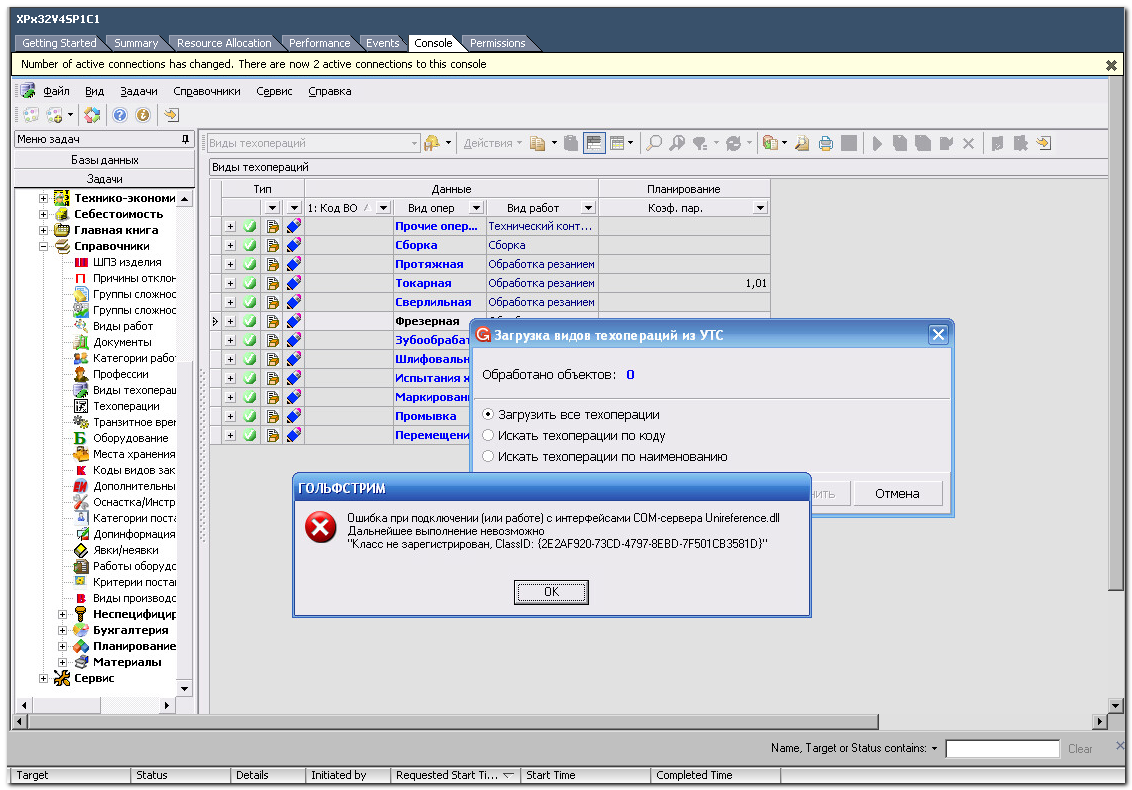 XPx32V4SP1C1
Getting Started Summary Resource Allocation Performance Events Console Permissions
Number of active connections has changed. There are now 2 active connections to this console
Файл Вид Задачи Справочники Сервис Справка
Меню задач
Базы данных
Задачи
Технико-экономи
Себестоимость
Главная книга
Справочники
ШПЗ изделия
Причины отклон
Группы сложнос
Группы сложнос
Виды работ
Документы
Категории рабо
Профессии
Виды техоперац
Техоперации
Транзитное врем
Оборудование
Места хранения
Коды видов зак
Дополнительны
Оснастка/Инстр
Категории поста
Допинформация
Явки/неявки
Работы оборудо
Критерии поста
Виды производс
Неспецифицир
Бухгалтерия
Планирование
Материалы
Сервис
Виды техопераций Действия
Виды техопераций
Тип Данные Планирование
1: Код ВО Вид опер Вид работ Коэф. пар.
Прочие опер... Технический конт...
Сборка Сборка
Протяжная Обработка резанием
Токарная Обработка резанием 1,01
Сверлильная Обработка резанием
Фрезерная
Зубообработ
Шлифовальн
Испытания х
Маркирован
Промывка
Перемещени
Загрузка видов техопераций из УТС
Обработано объектов: 0
Загрузить все техоперации
Искать техоперации по коду
Искать техоперации по наименованию
нить Отмена
ГОЛЬФСТРИМ
Ошибка при подключении (или работе) с интерфейсами COM-сервера Unireference.dll
Дальнейшее выполнение невозможно
"Класс не зарегистрирован, ClassID: {2E2AF920-73CD-4797-8EBD-7F501CB3581D}"
OK
Name, Target or Status contains: Clear
Target Status Details Initiated by Requested Start Ti... Start Time Completed Time